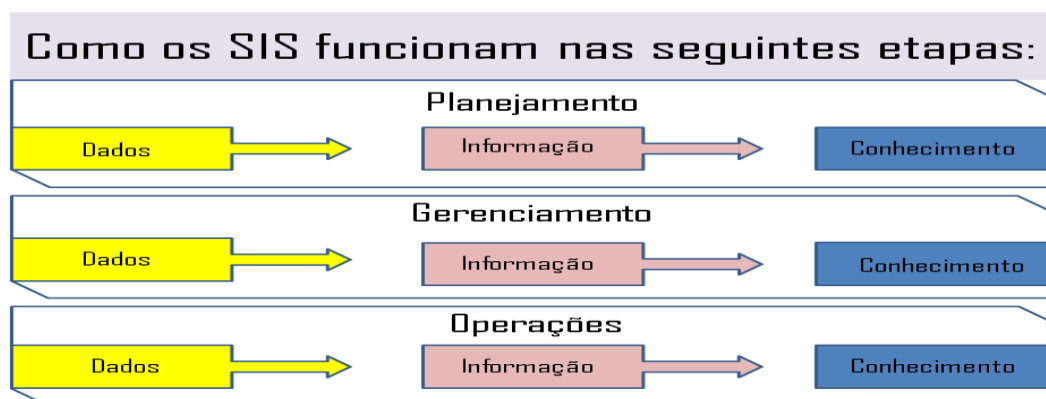 Como os SIS funcionam nas seguintes etapas:
Planejamento
Dados
Informação
Conhecimento
Gerenciamento
Dados
Informação
Conhecimento
Operações
Dados
Informação
Conhecimento